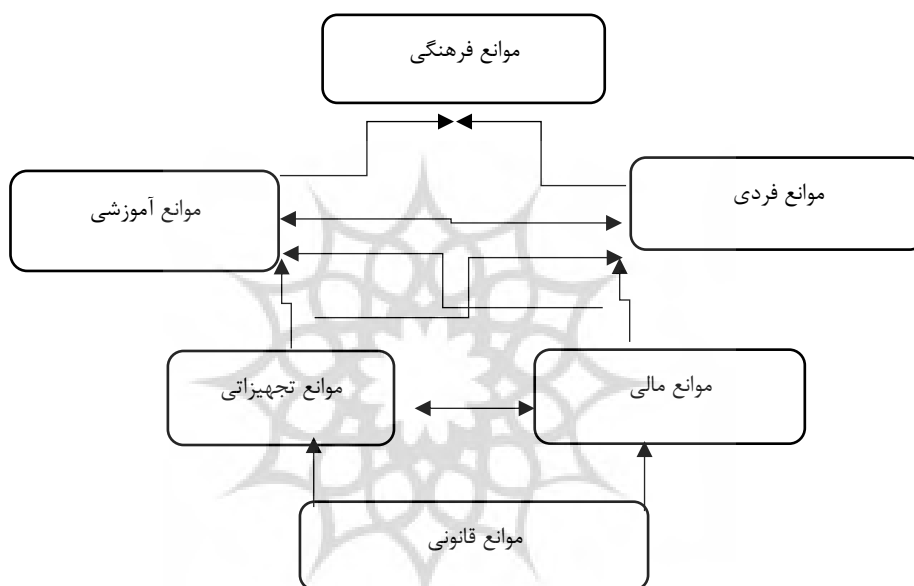 موانع فرهنگی
موانع فردی
موانع آموزشی
موانع مالی
موانع تجهیزاتی
موانع قانونی